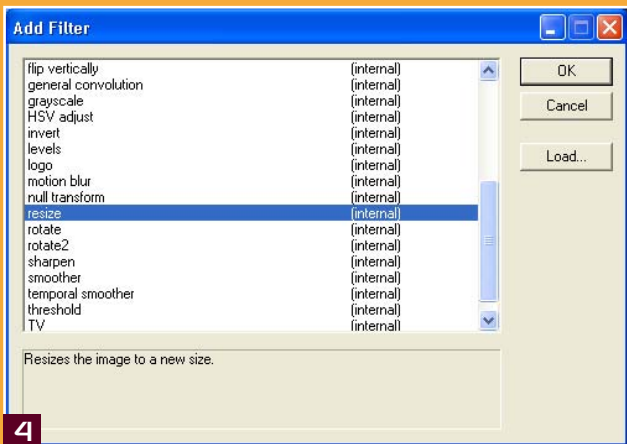 Add Filter
flip vertically (internal)
general convolution (internal)
grayscale (internal)
HSV adjust (internal)
invert (internal)
levels (internal)
logo (internal)
motion blur (internal)
null transform (internal)
resize (internal)
rotate (internal)
rotate2 (internal)
sharpen (internal)
smoother (internal)
temporal smoother (internal)
threshold (internal)
TV (internal)
OK
Cancel
Load...
Resizes the image to a new size.
4